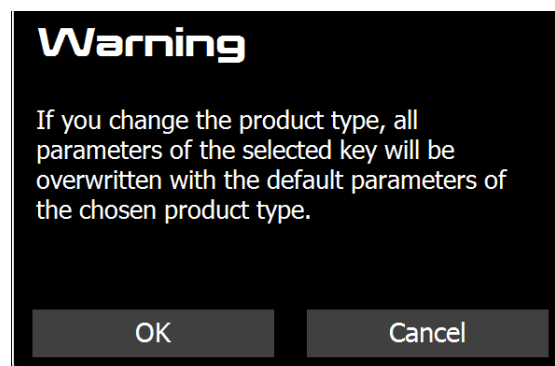 Warning
If you change the product type, all
parameters of the selected key will be
overwritten with the default parameters of
the chosen product type.
OK
Cancel